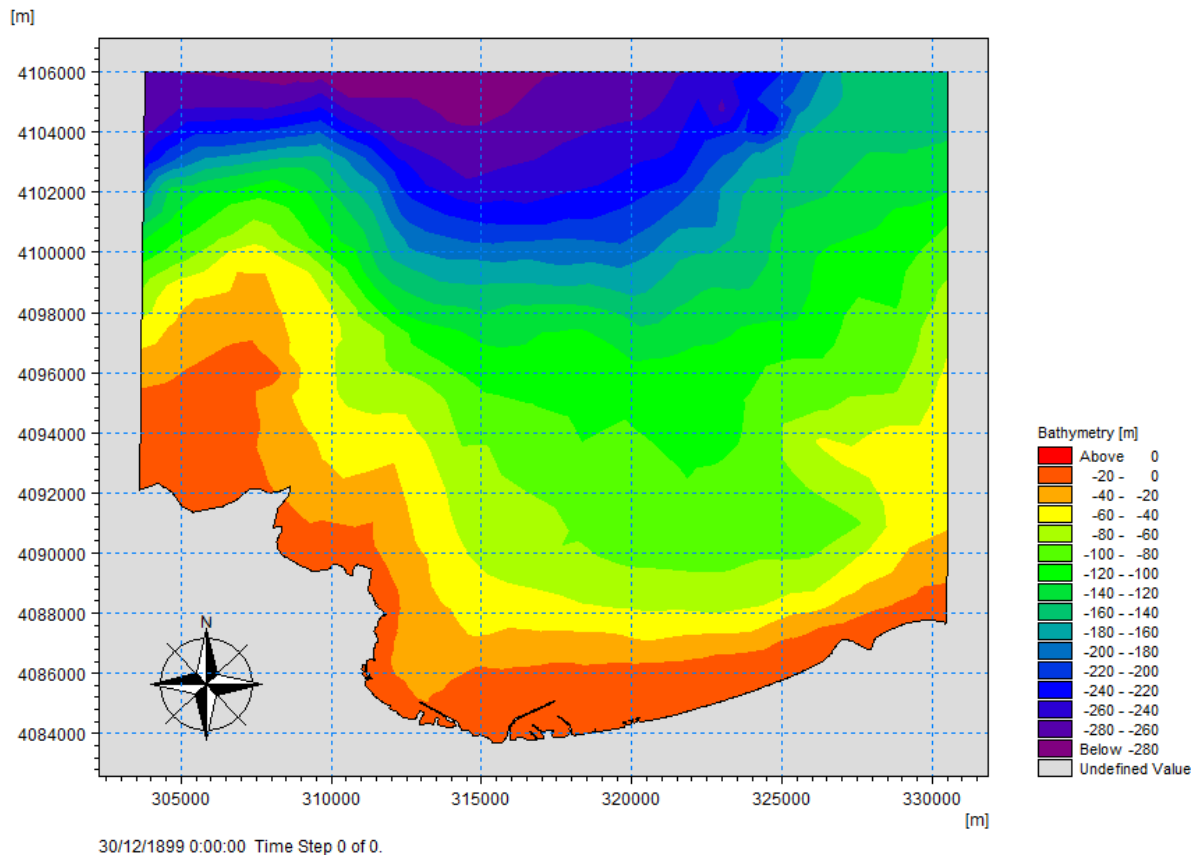 [m]
4106000
4104000
4102000
4100000
4098000
4096000
4094000
4092000
4090000
4088000
4086000
4084000
N
305000 310000 315000 320000 325000 330000
[m]
Bathymetry [m]
Above 0
-20 - 0
-40 - -20
-60 - -40
-80 - -60
-100 - -80
-120 - -100
-140 - -120
-160 - -140
-180 - -160
-200 - -180
-220 - -200
-240 - -220
-260 - -240
-280 - -260
Below -280
Undefined Value
30/12/1899 0:00:00 Time Step 0 of 0.